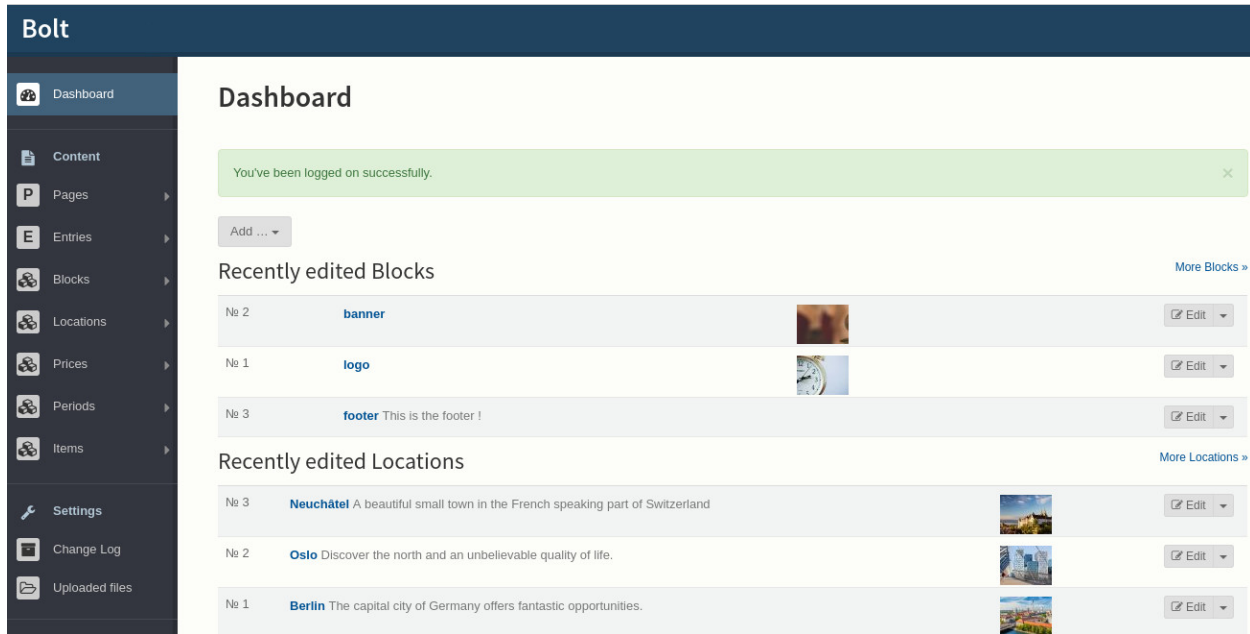 Bolt
Dashboard
Content
P Pages
E Entries
Blocks
Locations
Prices
Periods
Items
Settings
Change Log
Uploaded files
Dashboard
You've been logged on successfully. ×
Add ...
Recently edited Blocks More Blocks »
№ 2 banner Edit
№ 1 logo Edit
№ 3 footer This is the footer ! Edit
Recently edited Locations More Locations »
№ 3 Neuchâtel A beautiful small town in the French speaking part of Switzerland Edit
№ 2 Oslo Discover the north and an unbelievable quality of life. Edit
№ 1 Berlin The capital city of Germany offers fantastic opportunities. Edit